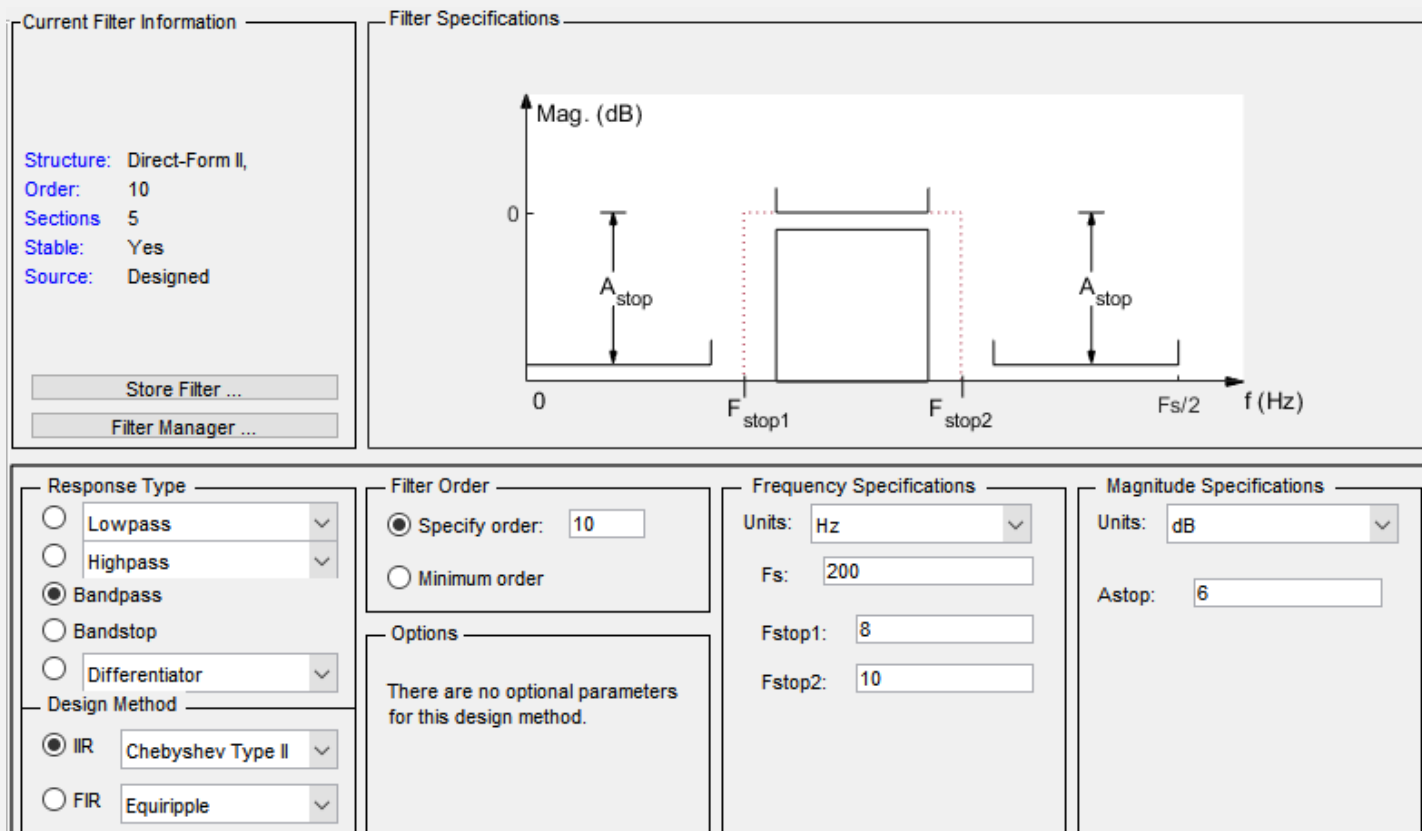 Current Filter Information
Structure: Direct-Form II,
Order: 10
Sections 5
Stable: Yes
Source: Designed
Store Filter ...
Filter Manager ...
Filter Specifications
Mag. (dB)
0
A stop
A stop
0
F stop1
F stop2
Fs/2
f (Hz)
Response Type
Lowpass
Highpass
Bandpass
Bandstop
Differentiator
Design Method
IIR Chebyshev Type II
FIR Equiripple
Filter Order
Specify order: 10
Minimum order
Options
There are no optional parameters
for this design method.
Frequency Specifications
Units: Hz
Fs: 200
Fstop1: 8
Fstop2: 10
Magnitude Specifications
Units: dB
Astop: 6